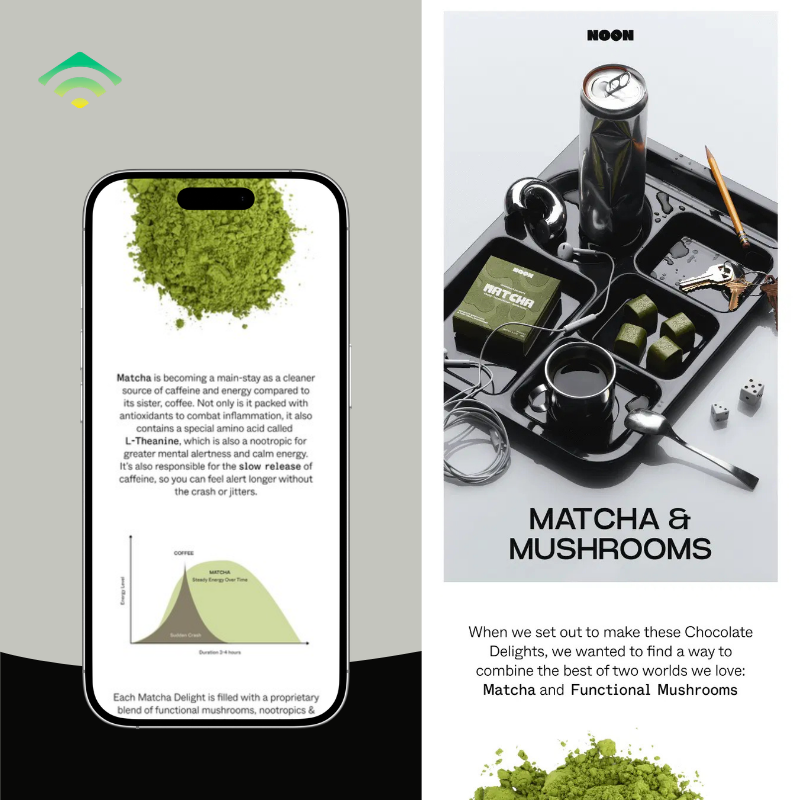 Matcha is becoming a main-stay as a cleaner
source of caffeine and energy compared to
its sister, coffee. Not only is it packed with
antioxidants to combat inflammation, it also
contains a special amino acid called
L-Theanine, which is also a nootropic for
greater mental alertness and calm energy.
It's also responsible for the slow release of
caffeine, so you can feel alert longer without
the crash or jitters.
COFFEE
MATCHA
Steady Energy Over Time
Energy Level
Sudden Crash
Duration 2-4 hours
Each Matcha Delight is filled with a proprietary
blend of functional mushrooms, nootropics &
NOON
NOON
MATCHA
MATCHA &
MUSHROOMS
When we set out to make these Chocolate
Delights, we wanted to find a way to
combine the best of two worlds we love:
Matcha and Functional Mushrooms